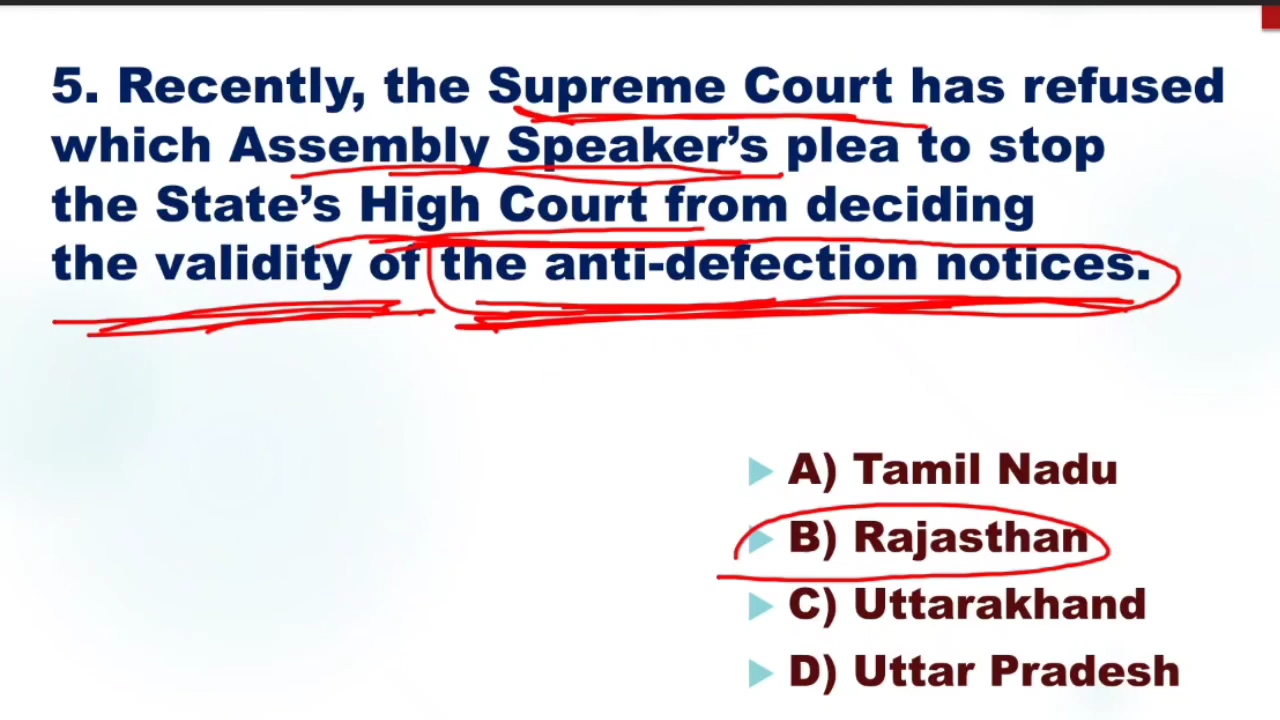 5. Recently, the Supreme Court has refused
which Assembly Speaker’s plea to stop
the State’s High Court from deciding
the validity of the anti-defection notices.
A) Tamil Nadu
B) Rajasthan
C) Uttarakhand
D) Uttar Pradesh